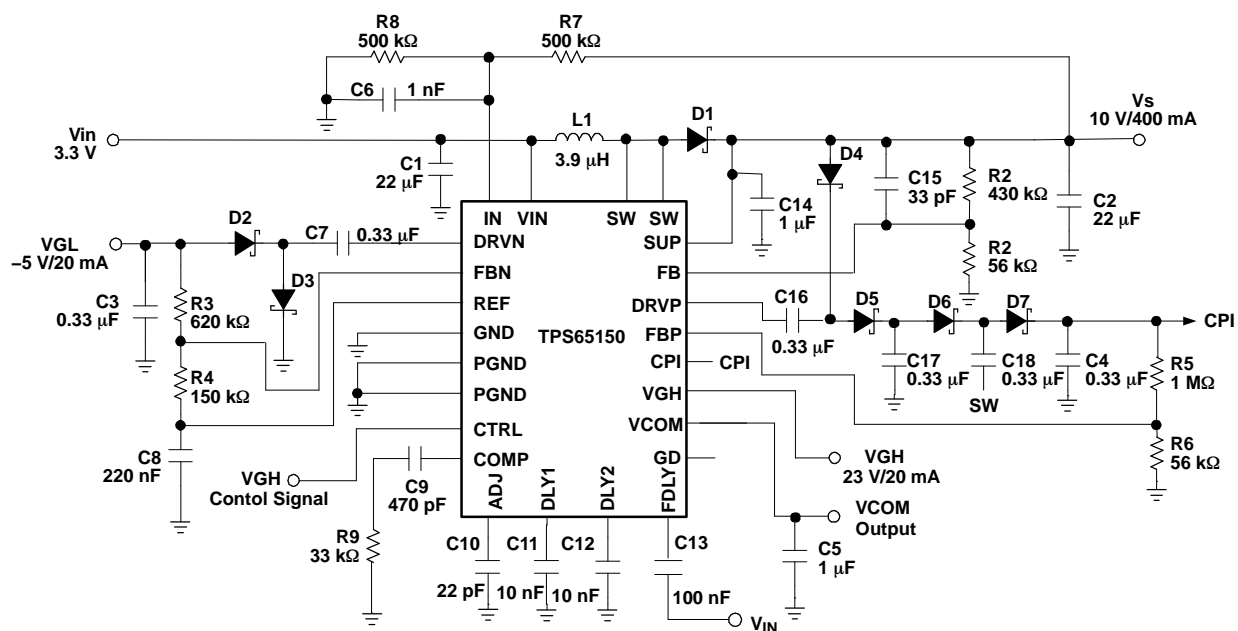 R8
500 kΩ
R7
500 kΩ
C6
1 nF
Vin
3.3 V
L1
3.9 μH
D1
Vs
10 V/400 mA
C1
22 μF
D4
C14
1 μF
C15
33 pF
R2
430 kΩ
C2
22 μF
R2
56 kΩ
VGL
–5 V/20 mA
D2
C7
0.33 μF
D3
C3
0.33 μF
R3
620 kΩ
R4
150 kΩ
C8
220 nF
IN
VIN
SW
SW
DRVN
FBN
REF
GND
PGND
PGND
CTRL
COMP
TPS65150
SUP
FB
DRVP
FBP
CPI
VGH
VCOM
GD
ADJ
DLY1
DLY2
FDLY
CPI
C16
0.33 μF
D5
D6
D7
CPI
C17
0.33 μF
C18
0.33 μF
SW
C4
0.33 μF
R5
1 MΩ
R6
56 kΩ
VGH
23 V/20 mA
VCOM
Output
C5
1 μF
VGH
Contol Signal
C9
470 pF
R9
33 kΩ
C10
22 pF
C11
10 nF
C12
10 nF
C13
100 nF
VIN